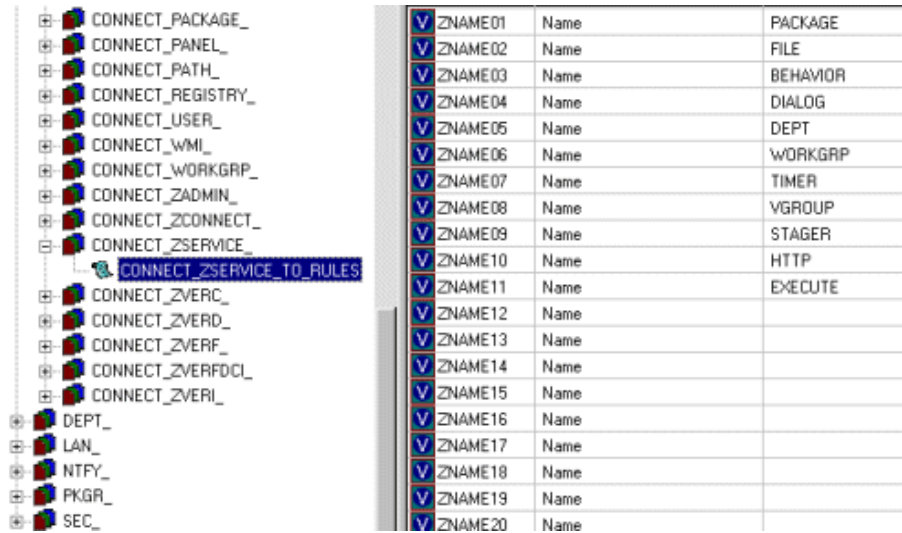 CONNECT_PACKAGE_
CONNECT_PANEL_
CONNECT_PATH_
CONNECT_REGISTRY_
CONNECT_USER_
CONNECT_WMI_
CONNECT_WORKGRP_
CONNECT_ZADMIN_
CONNECT_ZCONNECT_
CONNECT_ZSERVICE_
CONNECT_ZSERVICE_TO_RULES
CONNECT_ZVERC_
CONNECT_ZVERD_
CONNECT_ZVERF_
CONNECT_ZVERFDCI_
CONNECT_ZVERI_
DEPT_
LAN_
NTFY_
PKGR_
SEC_
V ZNAME01 Name PACKAGE
V ZNAME02 Name FILE
V ZNAME03 Name BEHAVIOR
V ZNAME04 Name DIALOG
V ZNAME05 Name DEPT
V ZNAME06 Name WORKGRP
V ZNAME07 Name TIMER
V ZNAME08 Name VGROUP
V ZNAME09 Name STAGER
V ZNAME10 Name HTTP
V ZNAME11 Name EXECUTE
V ZNAME12 Name
V ZNAME13 Name
V ZNAME14 Name
V ZNAME15 Name
V ZNAME16 Name
V ZNAME17 Name
V ZNAME18 Name
V ZNAME19 Name
V ZNAME20 Name